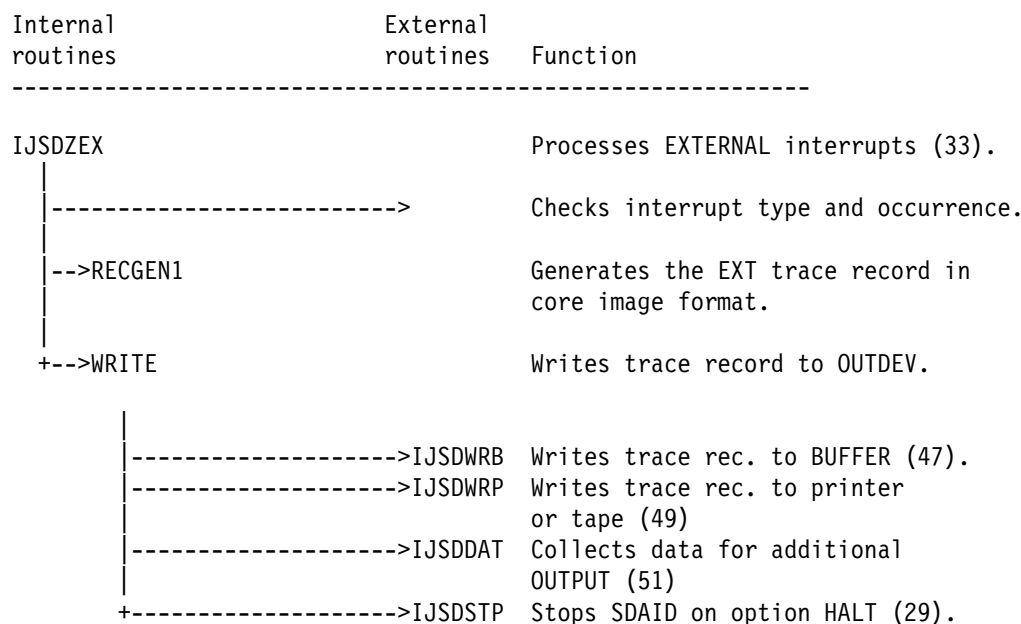 Internal                     External
routines                     routines   Function
------------------------------------------------------------
IJSDZEX                                 Processes EXTERNAL interrupts (33).
  |
  |-------------------------->          Checks interrupt type and occurrence.
  |
  |-->RECGEN1                           Generates the EXT trace record in
  |                                     core image format.
  |
  +-->WRITE                             Writes trace record to OUTDEV.
        |
        |-------------------->IJSDWRB   Writes trace rec. to BUFFER (47).
        |-------------------->IJSDWRP   Writes trace rec. to printer
        |                               or tape (49)
        |-------------------->IJSDDAT   Collects data for additional
        |                               OUTPUT (51)
        +-------------------->IJSDSTP   Stops SDAID on option HALT (29).